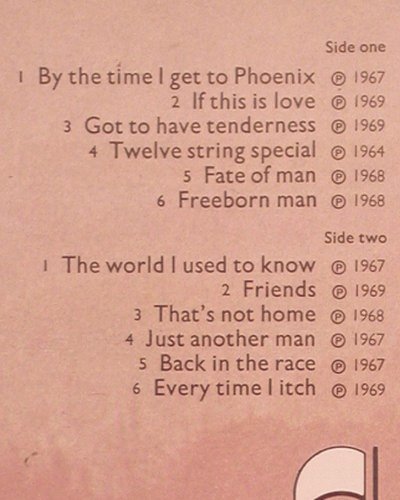 Side one
1 By the time I get to Phoenix ℗ 1967
2 If this is love ℗ 1969
3 Got to have tenderness ℗ 1969
4 Twelve string special ℗ 1964
5 Fate of man ℗ 1968
6 Freeborn man ℗ 1968
Side two
1 The world I used to know ℗ 1967
2 Friends ℗ 1969
3 That's not home ℗ 1968
4 Just another man ℗ 1967
5 Back in the race ℗ 1967
6 Every time I itch ℗ 1969